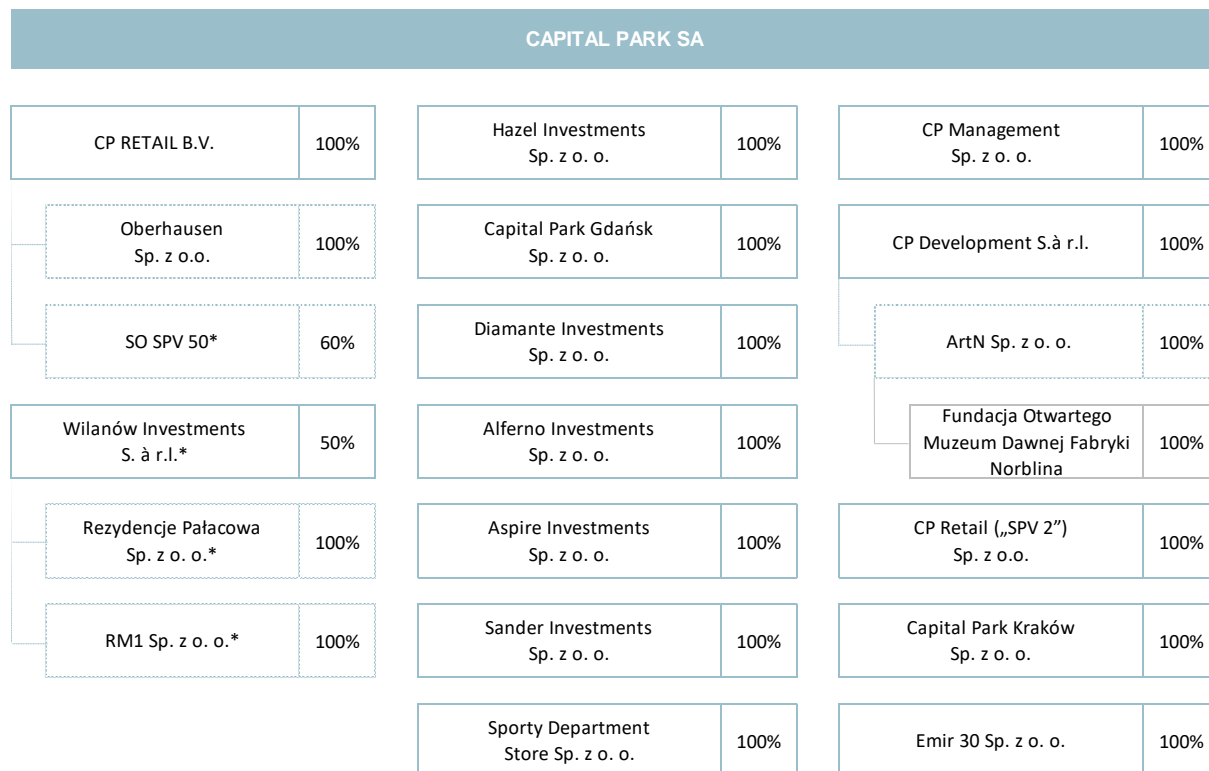 CAPITAL PARK SA
CP RETAIL B.V.
100%
Oberhausen
Sp. z o.o.
100%
SO SPV 50*
60%
Wilanów Investments
S. à r.l.*
50%
Rezydencje Pałacowa
Sp. z o. o.*
100%
RM1 Sp. z o. o.*
100%
Hazel Investments
Sp. z o. o.
100%
Capital Park Gdańsk
Sp. z o. o.
100%
Diamante Investments
Sp. z o. o.
100%
Alferno Investments
Sp. z o. o.
100%
Aspire Investments
Sp. z o. o.
100%
Sander Investments
Sp. z o. o.
100%
Sporty Department
Store Sp. z o. o.
100%
CP Management
Sp. z o. o.
100%
CP Development S.à r.l.
100%
ArtN Sp. z o. o.
100%
Fundacja Otwartego
Muzeum Dawnej Fabryki
Norblina
100%
CP Retail („SPV 2”)
Sp. z o.o.
100%
Capital Park Kraków
Sp. z o. o.
100%
Emir 30 Sp. z o. o.
100%